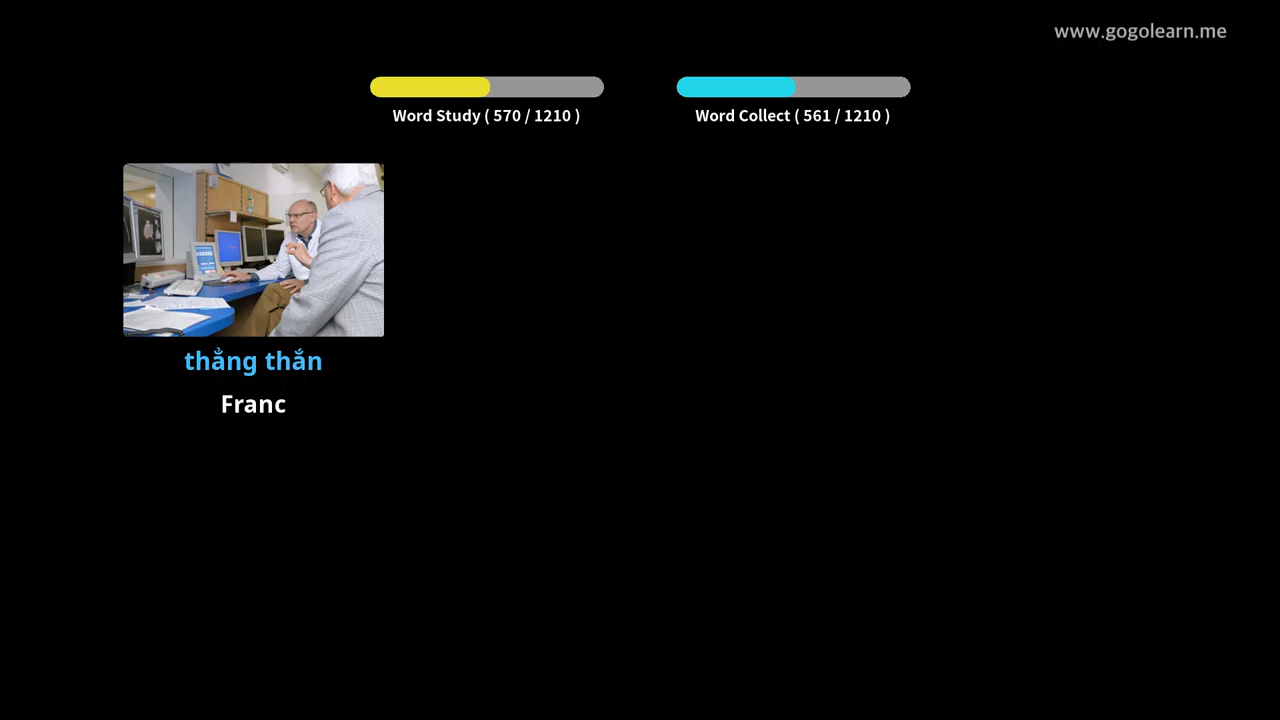 www.gogolearn.me
Word Study ( 570 / 1210 )
Word Collect ( 561 / 1210 )
thẳng thắn
Franc